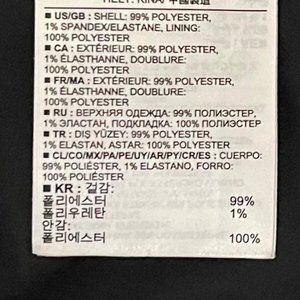 ■ US/GB : SHELL: 99% POLYESTER,
1% SPANDEX/ELASTANE, LINING:
100% POLYESTER
■ CA : EXTÉRIEUR: 99% POLYESTER,
1% ÉLASTHANNE, DOUBLURE:
100% POLYESTER
■ FR/MA : EXTÉRIEUR: 99% POLYESTER,
1% ÉLASTHANNE, DOUBLURE:
100% POLYESTER
■ RU : ВЕРХНЯЯ ОДЕЖДА: 99% ПОЛИЭСТЕР,
1% ЭЛАСТАН, ПОДКЛАДКА: 100% ПОЛИЭСТЕР
■ TR : DIŞ YÜZEY: 99% POLYESTER,
1% ELASTAN, ASTAR: 100% POLYESTER
■ CL/CO/MX/PA/PE/UY/AR/PY/CR/ES : CUERPO:
99% POLIÉSTER, 1% ELASTANO, FORRO:
100% POLIÉSTER
■ KR : 겉감:
폴리에스터 99%
폴리우레탄 1%
안감:
폴리에스터 100%